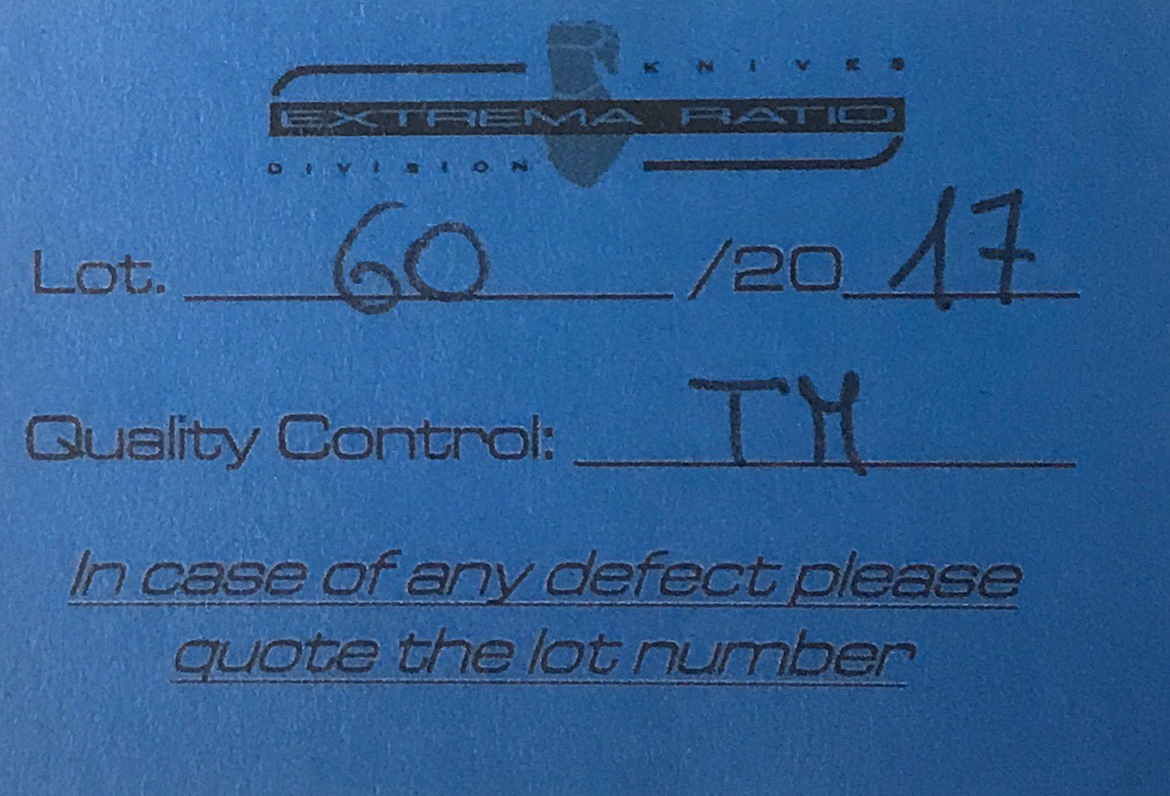 KNIVES
EXTREMA RATIO
DIVISION
Lot. 60 /20 17
Quality Control: TM
In case of any defect please
quote the lot number